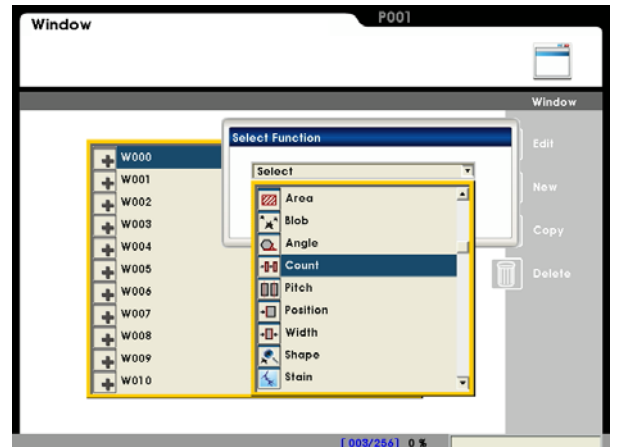 Window
P001
Window
Select Function
Select
Edit
New
Copy
Delete
W000
W001
W002
W003
W004
W005
W006
W007
W008
W009
W010
Area
Blob
Angle
Count
Pitch
Position
Width
Shape
Stain
[003/256] 0 %